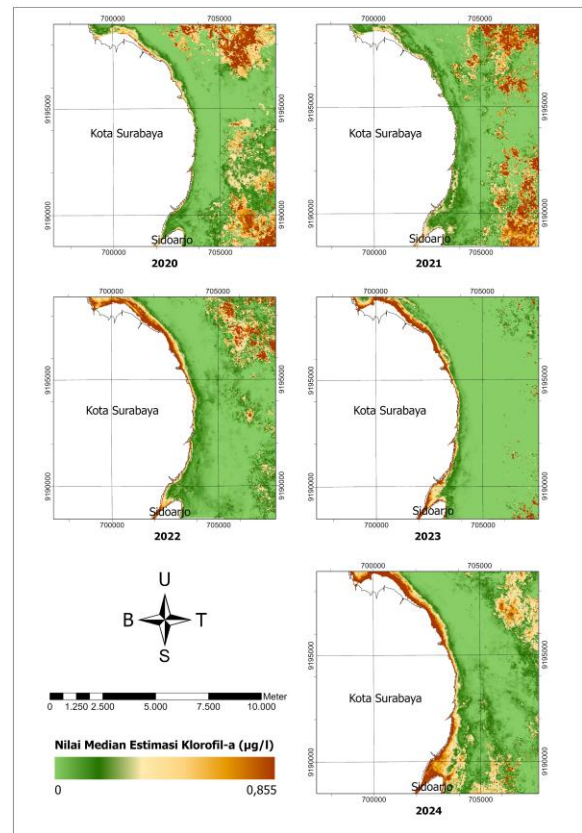 700000 705000
9195000 9195000
Kota Surabaya
9190000 9190000
Sidoarjo
700000 705000
2020
700000 705000
9195000 9195000
Kota Surabaya
9190000 9190000
Sidoarjo
700000 705000
2021
700000 705000
9195000 9195000
Kota Surabaya
9190000 9190000
Sidoarjo
700000 705000
2022
700000 705000
9195000 9195000
Kota Surabaya
9190000 9190000
Sidoarjo
700000 705000
2023
U
B T
S
Meter
0 1.250 2.500 5.000 7.500 10.000
Nilai Median Estimasi Klorofil-a (µg/l)
0 0,855
700000 705000
9195000 9195000
Kota Surabaya
9190000 9190000
Sidoarjo
700000 705000
2024